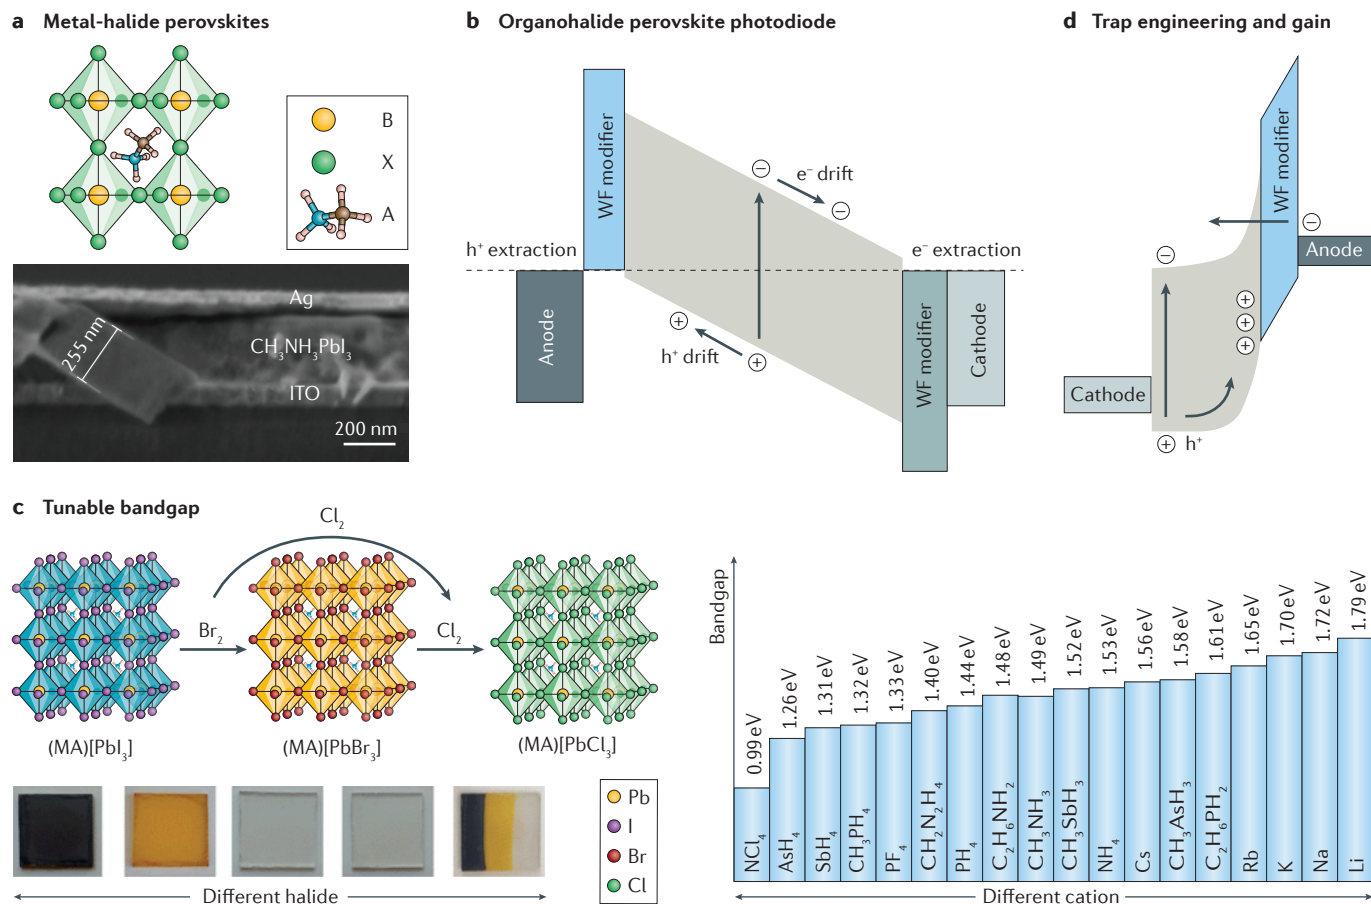 a Metal-halide perovskites
B
X
A
Ag
255 nm
CH₃NH₃PbI₃
ITO
200 nm
b Organohalide perovskite photodiode
WF modifier
e⁻ drift
h⁺ extraction
e⁻ extraction
Anode
h⁺ drift
WF modifier
Cathode
d Trap engineering and gain
WF modifier
Anode
Cathode
h⁺
c Tunable bandgap
Cl₂
Br₂
Cl₂
(MA)[PbI₃]
(MA)[PbBr₃]
(MA)[PbCl₃]
Pb
I
Br
Cl
Different halide
Bandgap
0.99 eV
1.26 eV
1.31 eV
1.32 eV
1.33 eV
1.40 eV
1.44 eV
1.48 eV
1.49 eV
1.52 eV
1.53 eV
1.56 eV
1.58 eV
1.61 eV
1.65 eV
1.70 eV
1.72 eV
1.79 eV
NCl₄
AsH₄
SbH₄
CH₃PH₄
PF₄
CH₂N₂H₄
PH₄
C₂H₆NH₂
CH₃NH₃
CH₃SbH₃
NH₄
Cs
CH₃AsH₃
C₂H₆PH₂
Rb
K
Na
Li
Different cation